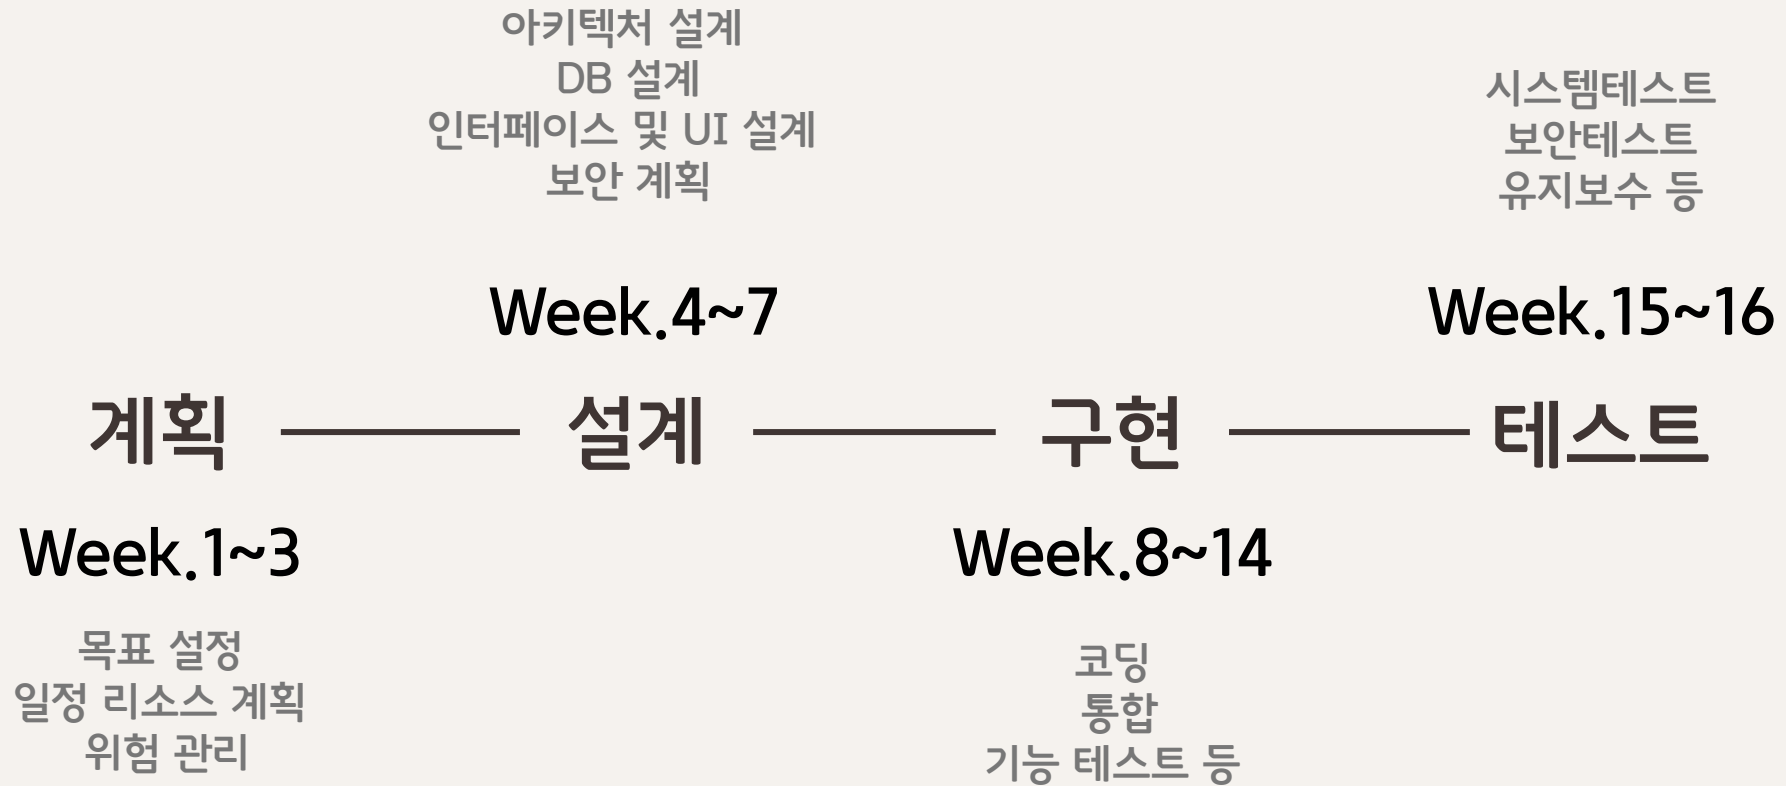 아키텍처 설계
DB 설계
인터페이스 및 UI 설계
보안 계획
시스템테스트
보안테스트
유지보수 등
Week.4~7
Week.15~16
계획
설계
구현
테스트
Week.1~3
Week.8~14
목표 설정
일정 리소스 계획
위험 관리
코딩
통합
기능 테스트 등